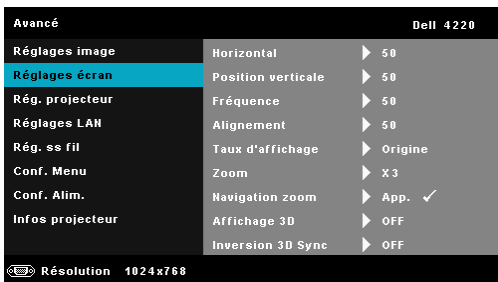 Avancé Dell 4220
Réglages image Horizontal 50
Réglages écran Position verticale 50
Rég. projecteur Fréquence 50
Réglages LAN Alignement 50
Rég. ss fil Taux d'affichage Origine
Conf. Menu Zoom X3
Conf. Alim. Navigation zoom App.
Infos projecteur Affichage 3D OFF
Inversion 3D Sync OFF
Résolution 1024x768